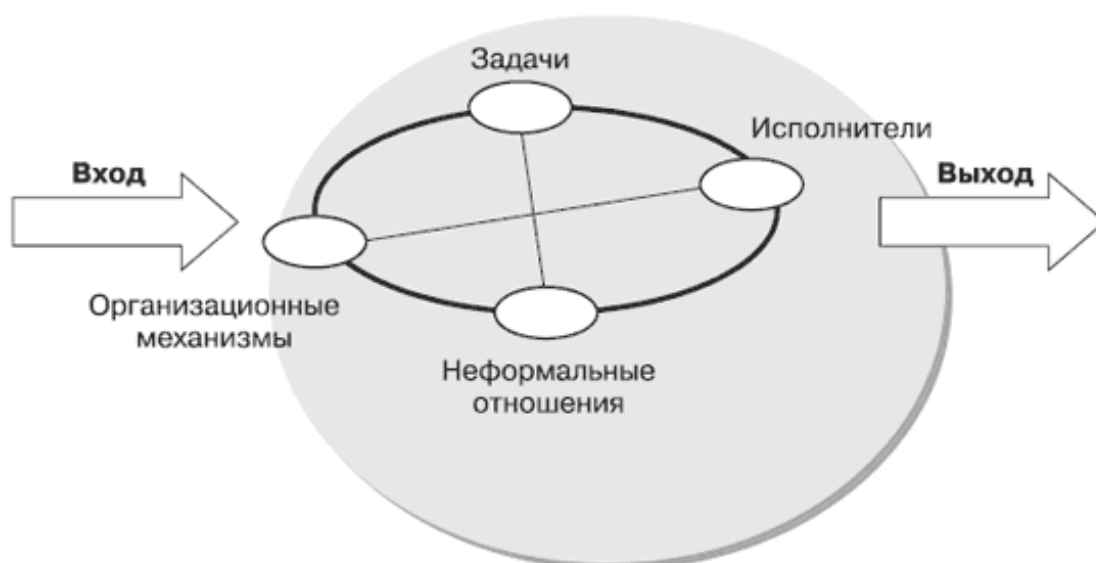 Задачи
Исполнители
Вход
Выход
Организационные
механизмы
Неформальные
отношения